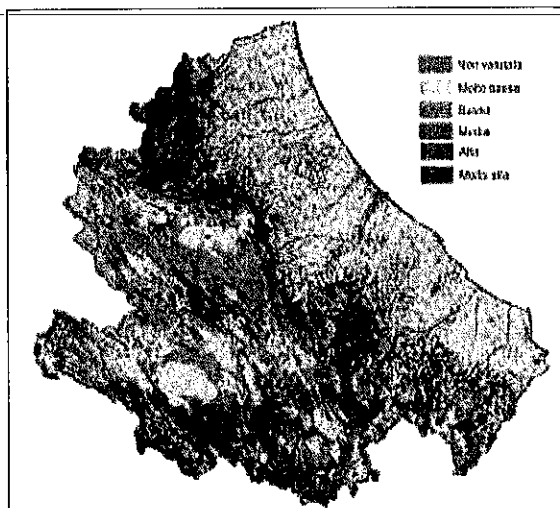 Non valutata
Molto bassa
Bassa
Media
Alta
Molto alta